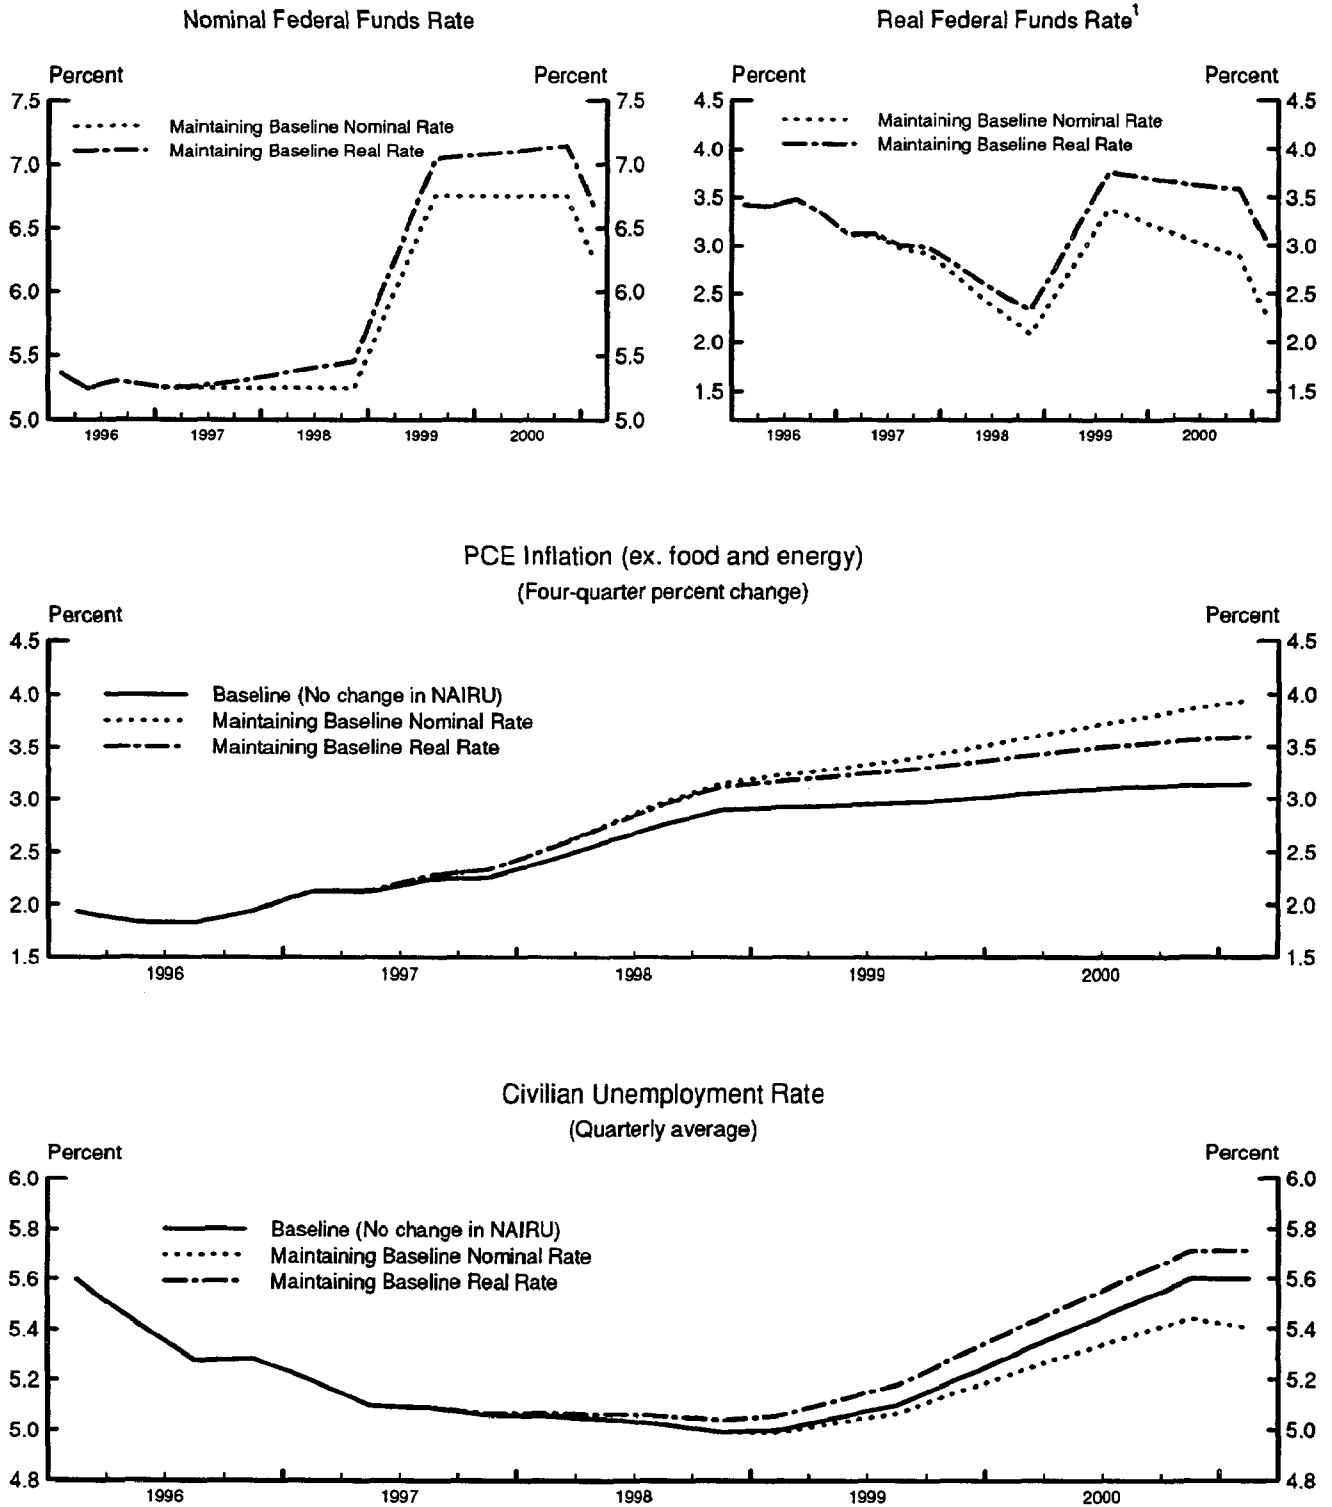 Nominal Federal Funds Rate
Percent
Percent
7.5
7.0
6.5
6.0
5.5
5.0
Maintaining Baseline Nominal Rate
Maintaining Baseline Real Rate
7.5
7.0
6.5
6.0
5.5
5.0
1996 1997 1998 1999 2000
Real Federal Funds Rate1
Percent
Percent
4.5
4.0
3.5
3.0
2.5
2.0
1.5
Maintaining Baseline Nominal Rate
Maintaining Baseline Real Rate
4.5
4.0
3.5
3.0
2.5
2.0
1.5
1996 1997 1998 1999 2000
PCE Inflation (ex. food and energy)
(Four-quarter percent change)
Percent
Percent
4.5
4.0
3.5
3.0
2.5
2.0
1.5
Baseline (No change in NAIRU)
Maintaining Baseline Nominal Rate
Maintaining Baseline Real Rate
4.5
4.0
3.5
3.0
2.5
2.0
1.5
1996 1997 1998 1999 2000
Civilian Unemployment Rate
(Quarterly average)
Percent
Percent
6.0
5.8
5.6
5.4
5.2
5.0
4.8
Baseline (No change in NAIRU)
Maintaining Baseline Nominal Rate
Maintaining Baseline Real Rate
6.0
5.8
5.6
5.4
5.2
5.0
4.8
1996 1997 1998 1999 2000